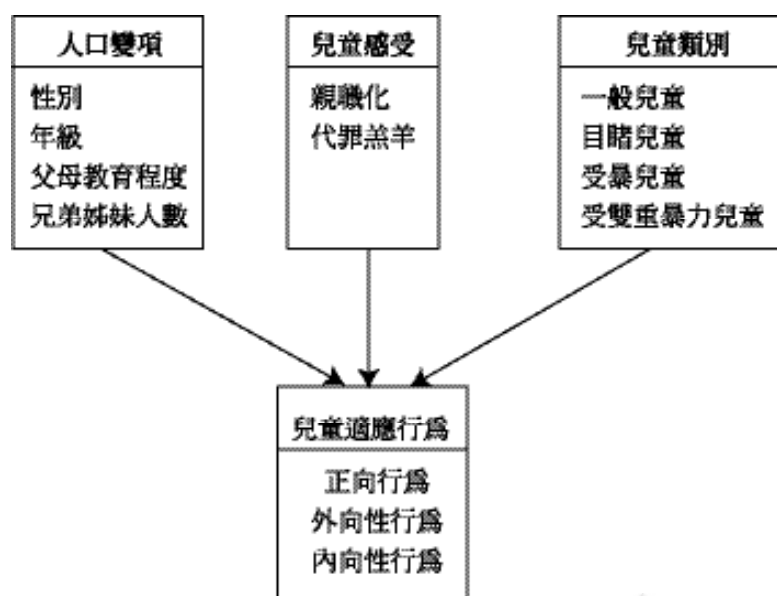 人口變項
性別
年級
父母教育程度
兄弟姊妹人數
兒童感受
親職化
代罪羔羊
兒童類別
一般兒童
目睹兒童
受暴兒童
受雙重暴力兒童
兒童適應行爲
正向行爲
外向性行爲
內向性行爲